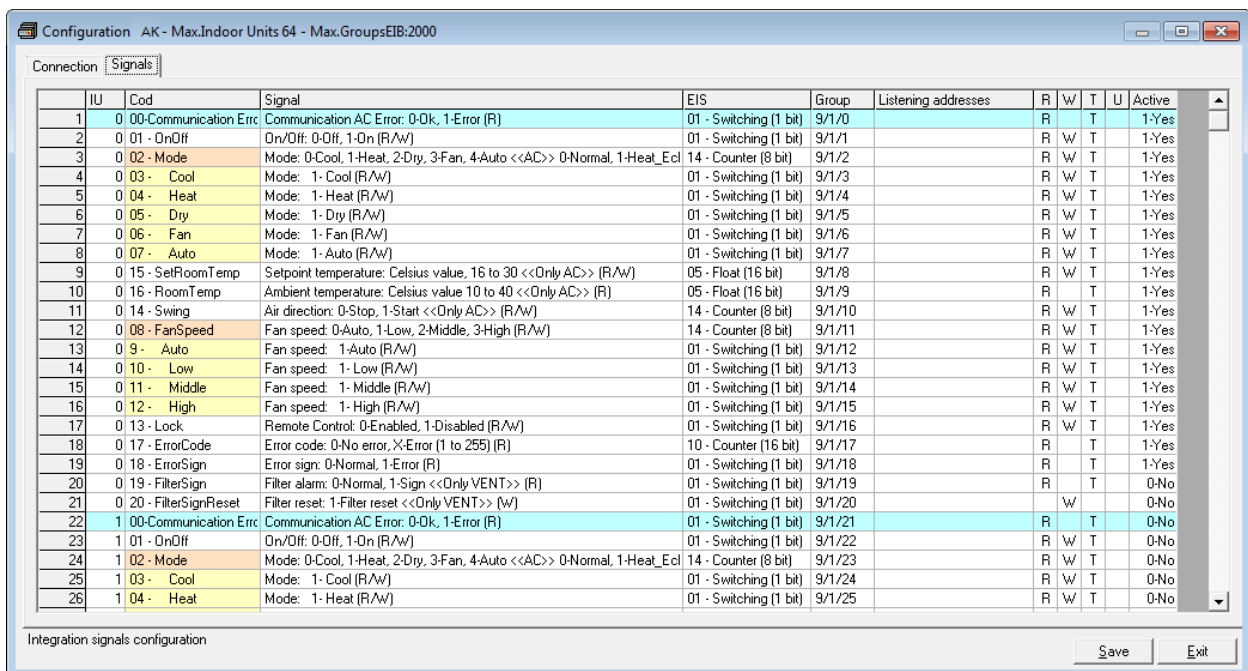 Configuration AK - Max.Indoor Units 64 - Max.GroupsEIB:2000
Connection Signals
IU Cod Signal EIS Group Listening addresses R W T U Active
1 0 00-Communication Errc Communication AC Error: 0-Ok, 1-Error (R) 01 - Switching (1 bit) 9/1/0 R T 1-Yes
2 0 01 - OnOff On/Off: 0-Off, 1-On (R/W) 01 - Switching (1 bit) 9/1/1 R W T 1-Yes
3 0 02 - Mode Mode: 0-Cool, 1-Heat, 2-Dry, 3-Fan, 4-Auto <<AC>> 0-Normal, 1-Heat_Ecl 14 - Counter (8 bit) 9/1/2 R W T 1-Yes
4 0 03 - Cool Mode: 1- Cool (R/W) 01 - Switching (1 bit) 9/1/3 R W T 1-Yes
5 0 04 - Heat Mode: 1- Heat (R/W) 01 - Switching (1 bit) 9/1/4 R W T 1-Yes
6 0 05 - Dry Mode: 1- Dry (R/W) 01 - Switching (1 bit) 9/1/5 R W T 1-Yes
7 0 06 - Fan Mode: 1- Fan (R/W) 01 - Switching (1 bit) 9/1/6 R W T 1-Yes
8 0 07 - Auto Mode: 1- Auto (R/W) 01 - Switching (1 bit) 9/1/7 R W T 1-Yes
9 0 15 - SetRoomTemp Setpoint temperature: Celsius value, 16 to 30 <<Only AC>> (R/W) 05 - Float (16 bit) 9/1/8 R W T 1-Yes
10 0 16 - RoomTemp Ambient temperature: Celsius value 10 to 40 <<Only AC>> (R) 05 - Float (16 bit) 9/1/9 R T 1-Yes
11 0 14 - Swing Air direction: 0-Stop, 1-Start <<Only AC>> (R/W) 14 - Counter (8 bit) 9/1/10 R W T 1-Yes
12 0 08 - FanSpeed Fan speed: 0-Auto, 1-Low, 2-Middle, 3-High (R/W) 14 - Counter (8 bit) 9/1/11 R W T 1-Yes
13 0 9 - Auto Fan speed: 1-Auto (R/W) 01 - Switching (1 bit) 9/1/12 R W T 1-Yes
14 0 10 - Low Fan speed: 1- Low (R/W) 01 - Switching (1 bit) 9/1/13 R W T 1-Yes
15 0 11 - Middle Fan speed: 1- Middle (R/W) 01 - Switching (1 bit) 9/1/14 R W T 1-Yes
16 0 12 - High Fan speed: 1- High (R/W) 01 - Switching (1 bit) 9/1/15 R W T 1-Yes
17 0 13 - Lock Remote Control: 0-Enabled, 1-Disabled (R/W) 01 - Switching (1 bit) 9/1/16 R W T 1-Yes
18 0 17 - ErrorCode Error code: 0-No error, X-Error (1 to 255) (R) 10 - Counter (16 bit) 9/1/17 R T 1-Yes
19 0 18 - ErrorSign Error sign: 0-Normal, 1-Error (R) 01 - Switching (1 bit) 9/1/18 R T 1-Yes
20 0 19 - FilterSign Filter alarm: 0-Normal, 1-Sign <<Only VENT>> (R) 01 - Switching (1 bit) 9/1/19 R T 0-No
21 0 20 - FilterSignReset Filter reset: 1-Filter reset <<Only VENT>> (W) 01 - Switching (1 bit) 9/1/20 W 0-No
22 1 00-Communication Errc Communication AC Error: 0-Ok, 1-Error (R) 01 - Switching (1 bit) 9/1/21 R T 0-No
23 1 01 - OnOff On/Off: 0-Off, 1-On (R/W) 01 - Switching (1 bit) 9/1/22 R W T 0-No
24 1 02 - Mode Mode: 0-Cool, 1-Heat, 2-Dry, 3-Fan, 4-Auto <<AC>> 0-Normal, 1-Heat_Ecl 14 - Counter (8 bit) 9/1/23 R W T 0-No
25 1 03 - Cool Mode: 1- Cool (R/W) 01 - Switching (1 bit) 9/1/24 R W T 0-No
26 1 04 - Heat Mode: 1- Heat (R/W) 01 - Switching (1 bit) 9/1/25 R W T 0-No
Integration signals configuration
Save Exit